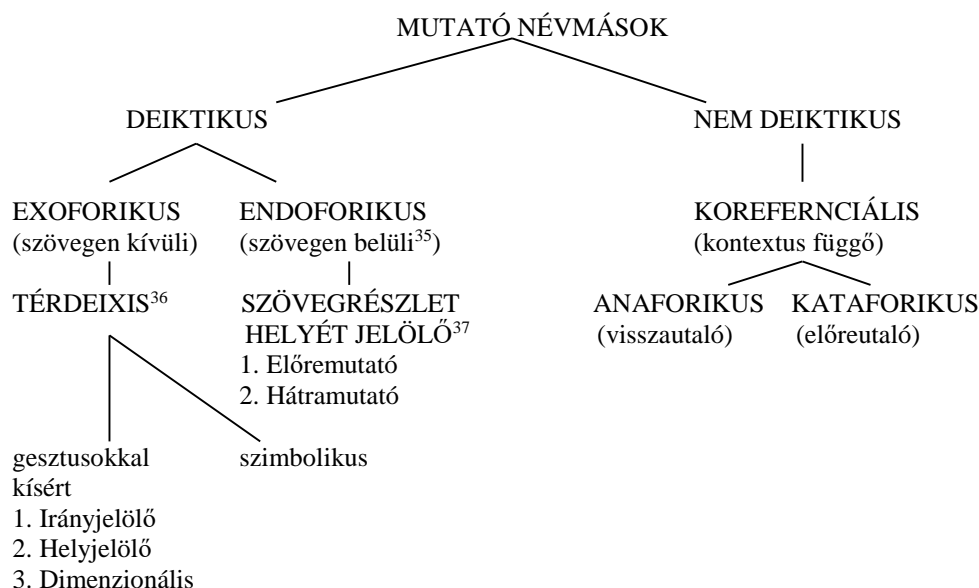 MUTATÓ NÉVMÁSOK
DEIKTIKUS
NEM DEIKTIKUS
EXOFORIKUS
(szövegen kívüli)
ENDOFORIKUS
(szövegen belüli³⁵)
KOREFERNCIÁLIS
(kontextus függő)
TÉRDEIXIS³⁶
SZÖVEGRÉSZLET
HELYÉT JELÖLŐ³⁷
1. Előremutató
2. Hátramutató
ANAFORIKUS
(visszautaló)
KATAFORIKUS
(előreutaló)
gesztusokkal
kísért
1. Irányjelölő
2. Helyjelölő
3. Dimenzionális
szimbolikus